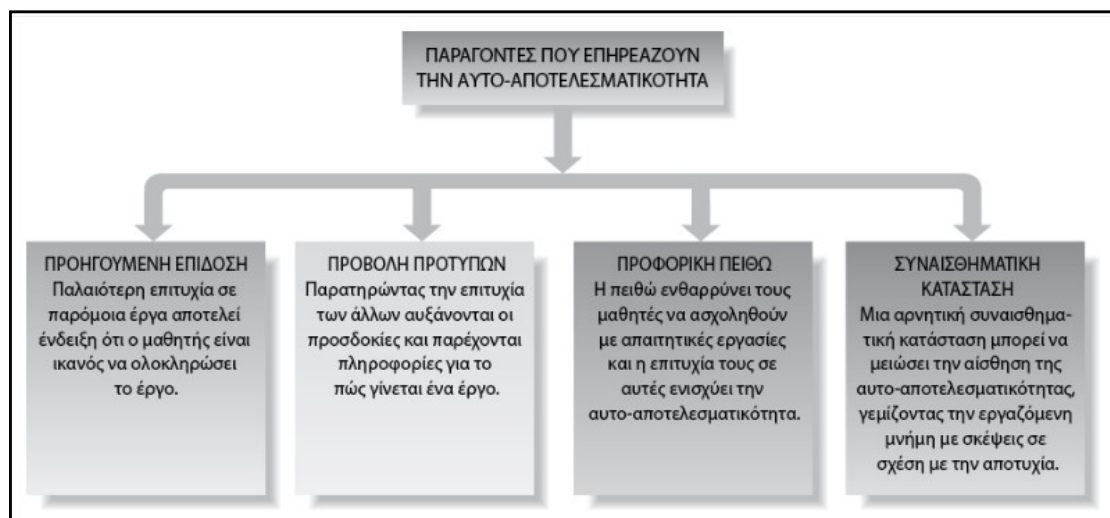 ΠΑΡΑΓΟΝΤΕΣ ΠΟΥ ΕΠΗΡΕΑΖΟΥΝ
ΤΗΝ ΑΥΤΟ-ΑΠΟΤΕΛΕΣΜΑΤΙΚΟΤΗΤΑ
ΠΡΟΗΓΟΥΜΕΝΗ ΕΠΙΔΟΣΗ
Παλαιότερη επιτυχία σε
παρόμοια έργα αποτελεί
ένδειξη ότι ο μαθητής είναι
ικανός να ολοκληρώσει
το έργο.
ΠΡΟΒΟΛΗ ΠΡΟΤΥΠΩΝ
Παρατηρώντας την επιτυχία
των άλλων αυξάνονται οι
προσδοκίες και παρέχονται
πληροφορίες για το
πώς γίνεται ένα έργο.
ΠΡΟΦΟΡΙΚΗ ΠΕΙΘΩ
Η πειθώ ενθαρρύνει τους
μαθητές να ασχοληθούν
με απαιτητικές εργασίες
και η επιτυχία τους σε
αυτές ενισχύει την
αυτο-αποτελεσματικότητα.
ΣΥΝΑΙΣΘΗΜΑΤΙΚΗ
ΚΑΤΑΣΤΑΣΗ
Μια αρνητική συναισθημα-
τική κατάσταση μπορεί να
μειώσει την αίσθηση της
αυτο-αποτελεσματικότητας,
γεμίζοντας την εργαζόμενη
μνήμη με σκέψεις σε
σχέση με την αποτυχία.